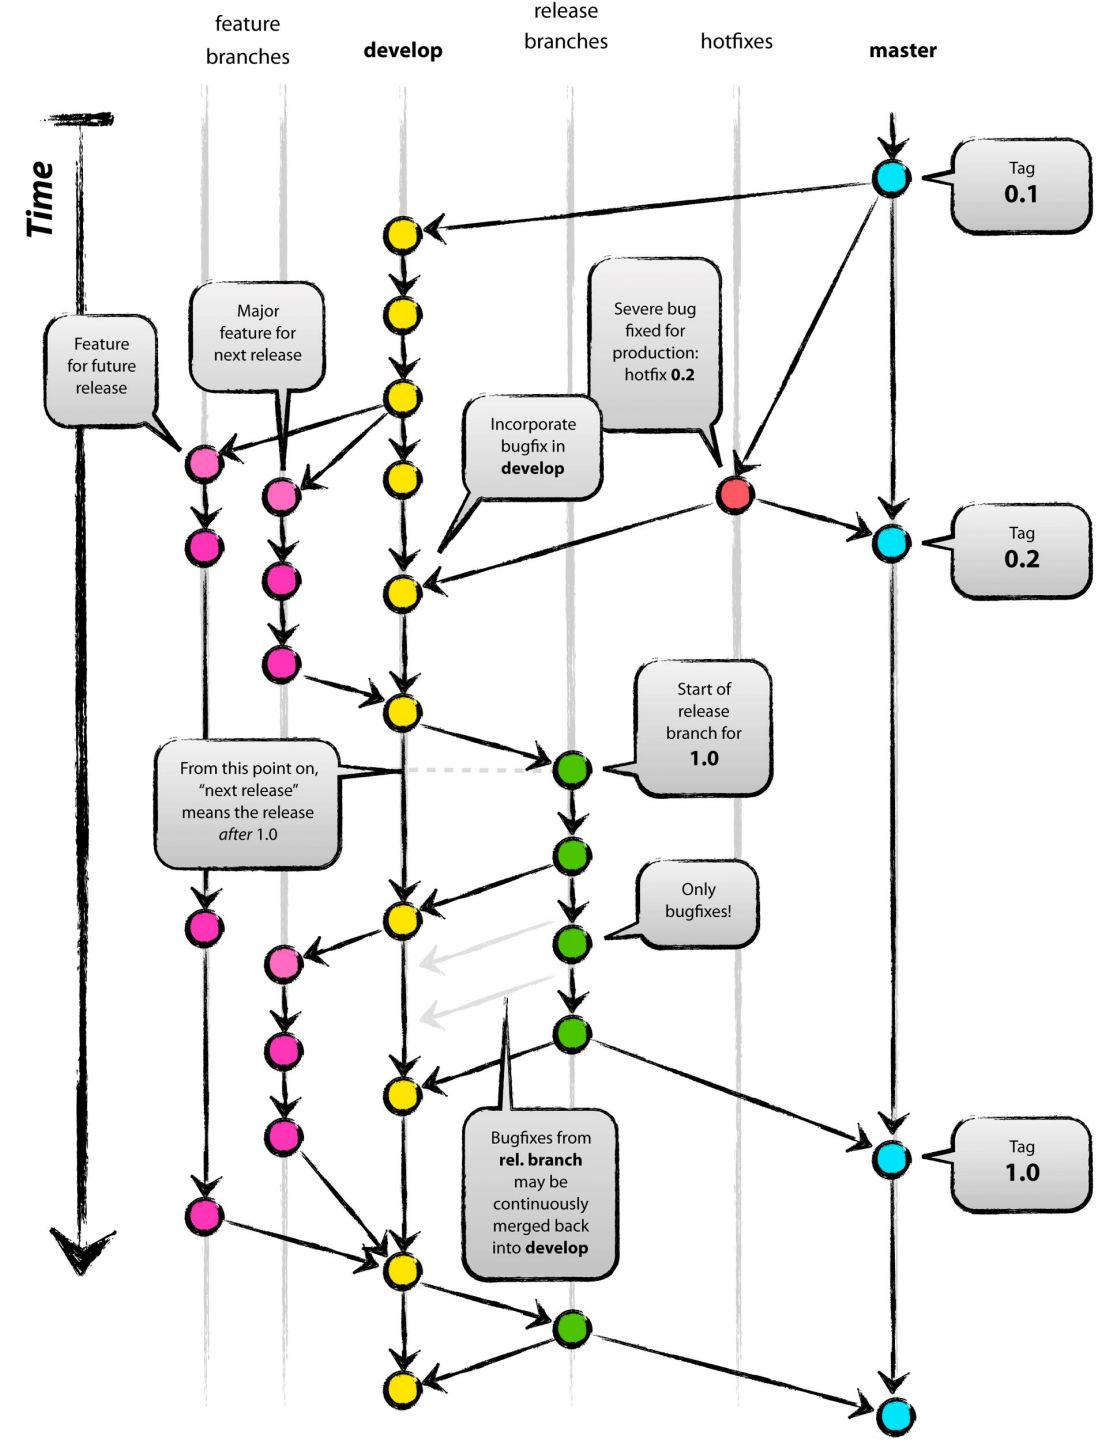 feature
branches
develop
release
branches
hotfixes
master
Time
Tag
0.1
Major
feature for
next release
Feature
for future
release
Severe bug
fixed for
production:
hotfix 0.2
Incorporate
bugfix in
develop
Tag
0.2
Start of
release
branch for
1.0
From this point on,
“next release”
means the release
after 1.0
Only
bugfixes!
Bugfixes from
rel. branch
may be
continuously
merged back
into develop
Tag
1.0